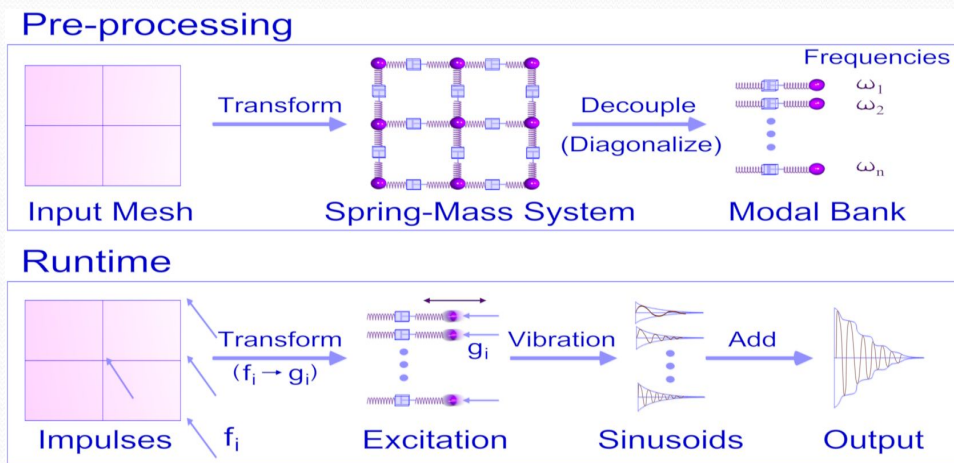 Pre-processing
Frequencies
Transform
Decouple
(Diagonalize)
ω1
ω2
ωn
Input Mesh
Spring-Mass System
Modal Bank
Runtime
Transform
(fi → gi)
gi
Vibration
Add
Impulses
fi
Excitation
Sinusoids
Output